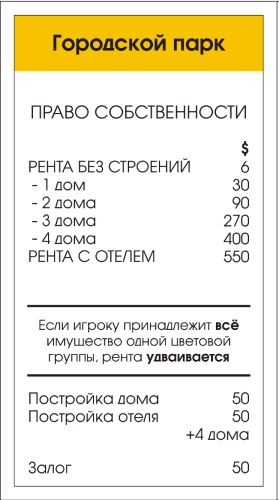 Городской парк
ПРАВО СОБСТВЕННОСТИ
$
РЕНТА БЕЗ СТРОЕНИЙ 6
- 1 дом 30
- 2 дома 90
- 3 дома 270
- 4 дома 400
РЕНТА С ОТЕЛЕМ 550
Если игроку принадлежит всё
имущество одной цветовой
группы, рента удваивается
Постройка дома 50
Постройка отеля 50
+4 дома
Залог 50